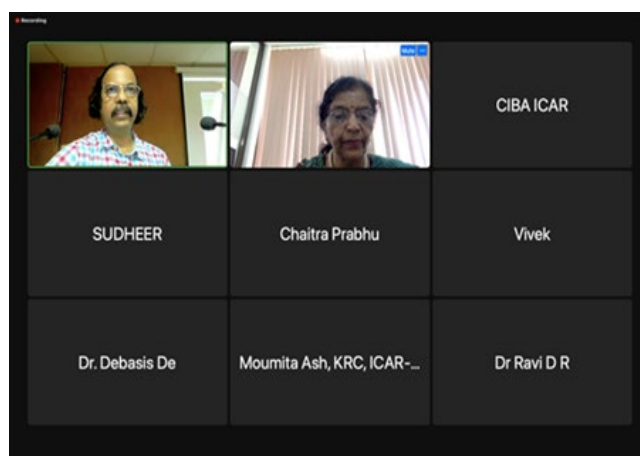 Recording
Mute
CIBA ICAR
SUDHEER
Chaitra Prabhu
Vivek
Dr. Debasis De
Moumita Ash, KRC, ICAR-...
Dr Ravi D R